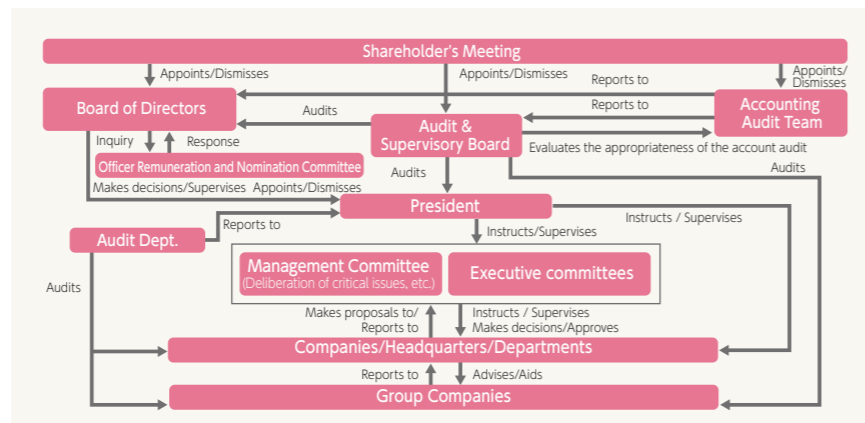 Shareholder's Meeting
Appoints/Dismisses
Appoints/Dismisses
Appoints/
Dismisses
Reports to
Board of Directors
Audits
Reports to
Accounting
Audit Team
Audit &
Supervisory Board
Inquiry
Response
Evaluates the appropriateness of the account audit
Officer Remuneration and Nomination Committee
Audits
Audits
Makes decisions/Supervises
Appoints/Dismisses
President
Reports to
Instructs / Supervises
Audit Dept.
Instructs/Supervises
Management Committee
(Deliberation of critical issues, etc.)
Executive committees
Audits
Makes proposals to/
Reports to
Instructs / Supervises
Makes decisions/Approves
Companies/Headquarters/Departments
Reports to
Advises/Aids
Group Companies